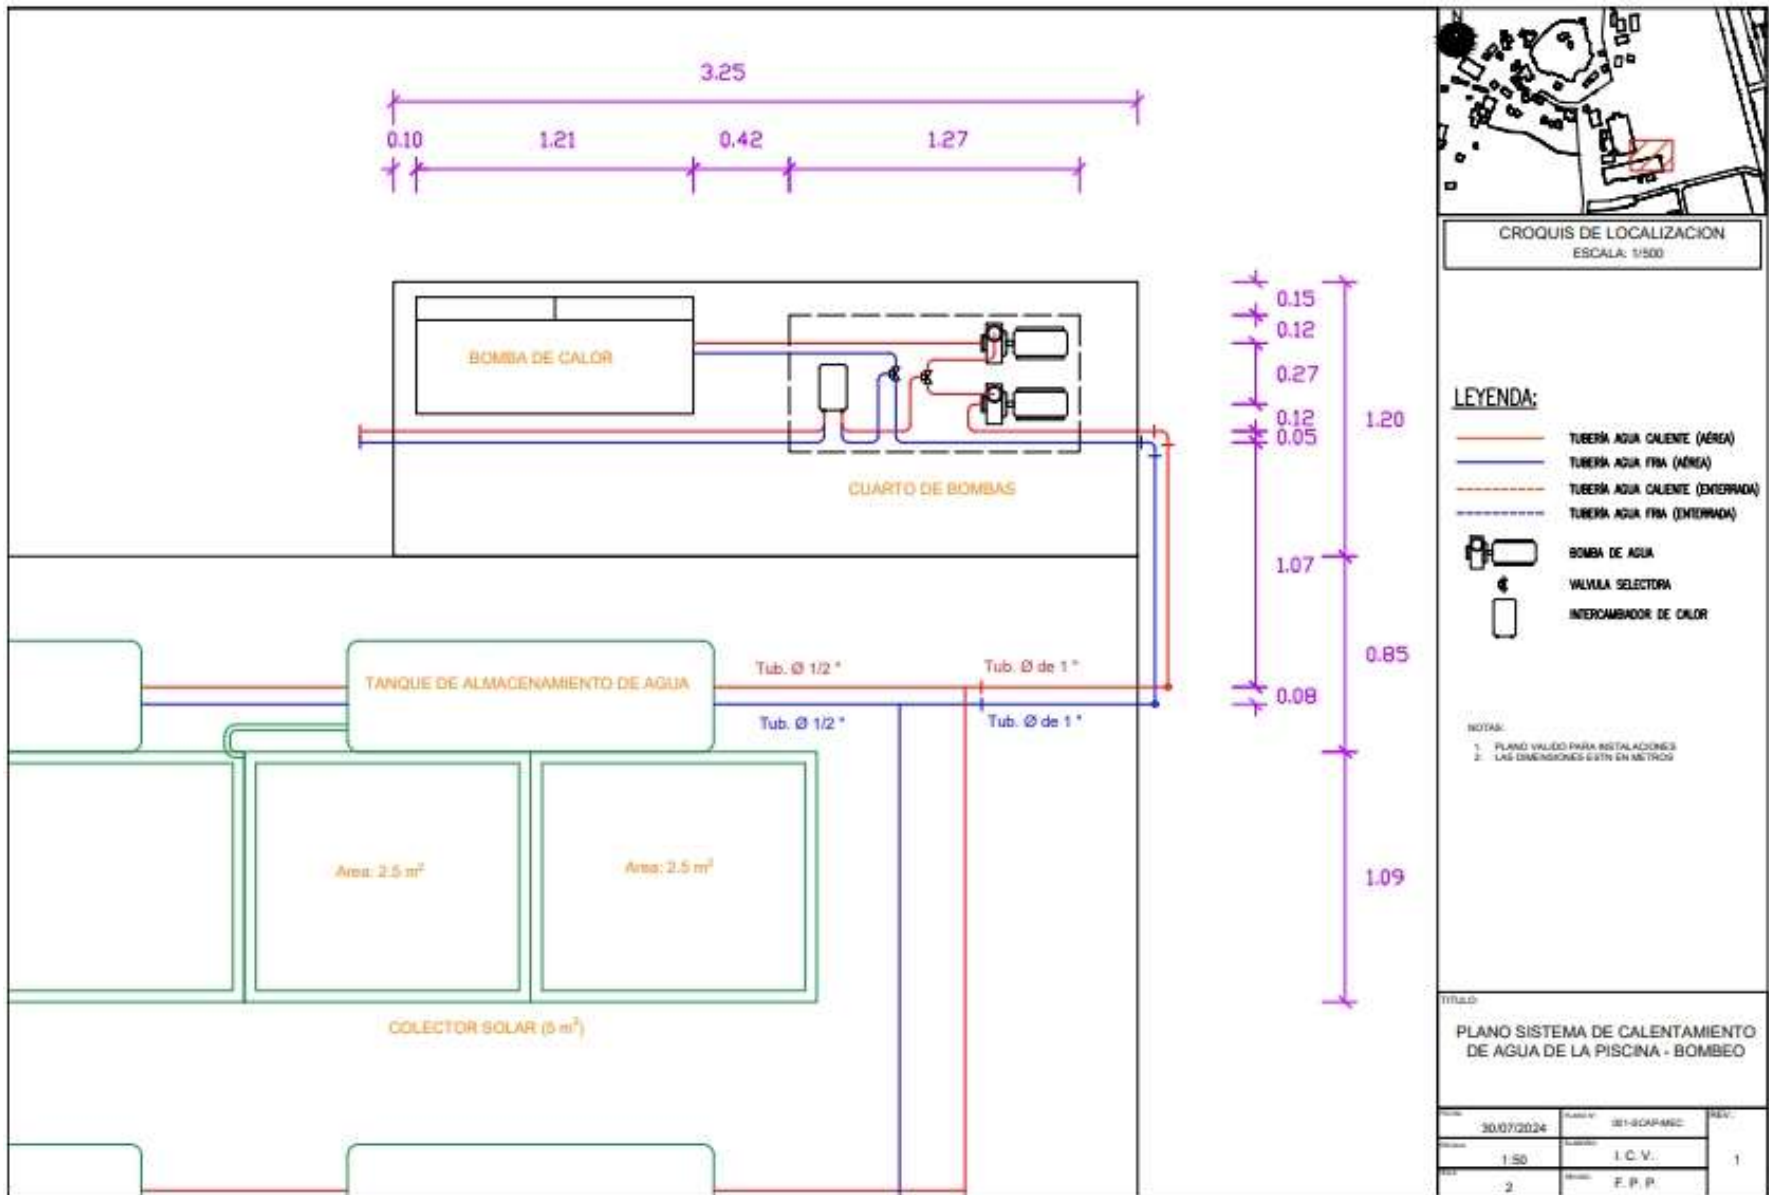 3.25
0.10
1.21
0.42
1.27
N
CROQUIS DE LOCALIZACION
ESCALA: 1/500
0.15
0.12
0.27
0.12
0.05
1.20
BOMBA DE CALOR
CUARTO DE BOMBAS
1.07
0.85
0.08
1.09
LEYENDA:
TUBERÍA AGUA CALIENTE (AÉREA)
TUBERÍA AGUA FRIA (AÉREA)
TUBERÍA AGUA CALIENTE (ENTERRADA)
TUBERÍA AGUA FRIA (ENTERRADA)
BOMBA DE AGUA
VALVULA SELECTORA
INTERCAMBIADOR DE CALOR
TANQUE DE ALMACENAMIENTO DE AGUA
Tub. Ø 1/2 "
Tub. Ø de 1 "
Tub. Ø 1/2 "
Tub. Ø de 1 "
NOTAS:
1. PLANO VALIDO PARA INSTALACIONES
2. LAS DIMENSIONES ESTN EN METROS
Area: 2.5 m²
Area: 2.5 m²
COLECTOR SOLAR (5 m²)
TITULO:
PLANO SISTEMA DE CALENTAMIENTO
DE AGUA DE LA PISCINA - BOMBEO
30/07/2024
001-SCAP-MEC
REV.:
1:50
I. C. V.
1
2
F. P. P.